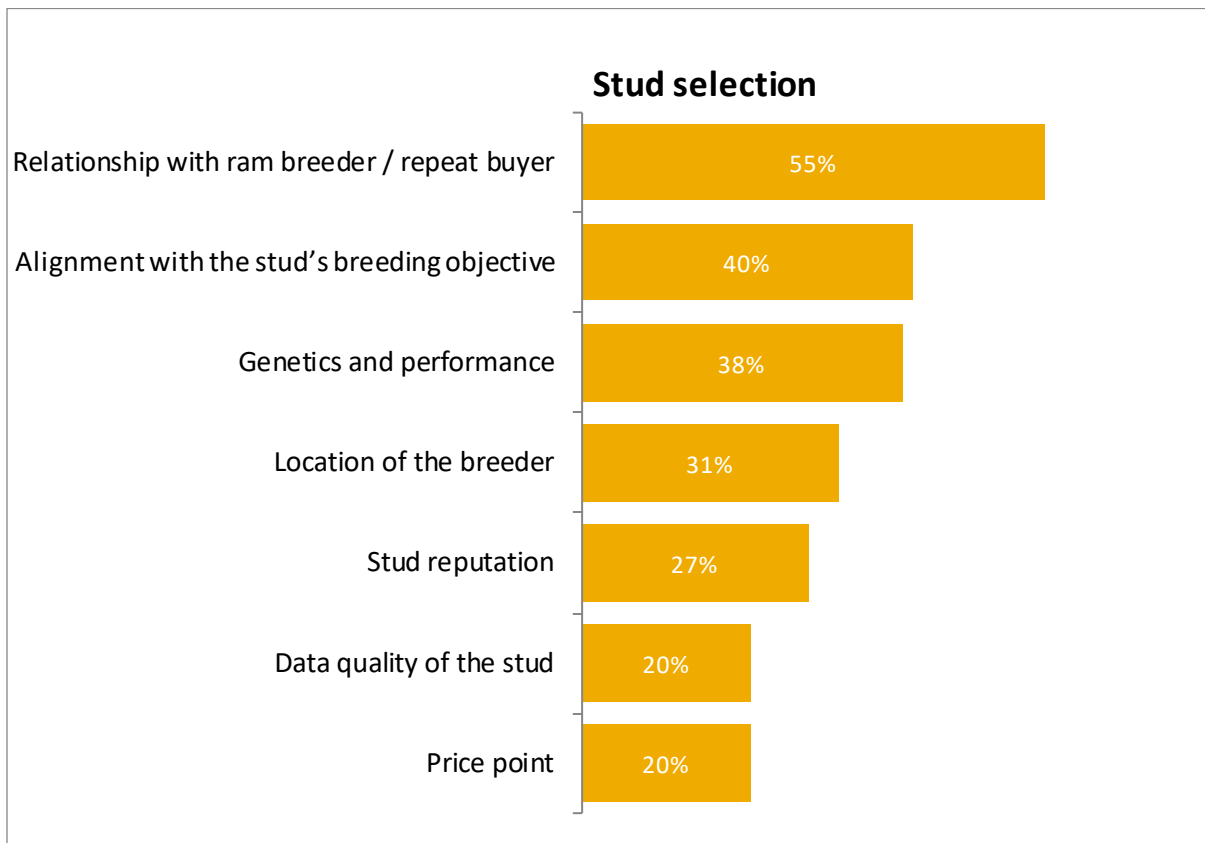 Stud selection
Relationship with ram breeder / repeat buyer
55%
Alignment with the stud’s breeding objective
40%
Genetics and performance
38%
Location of the breeder
31%
Stud reputation
27%
Data quality of the stud
20%
Price point
20%